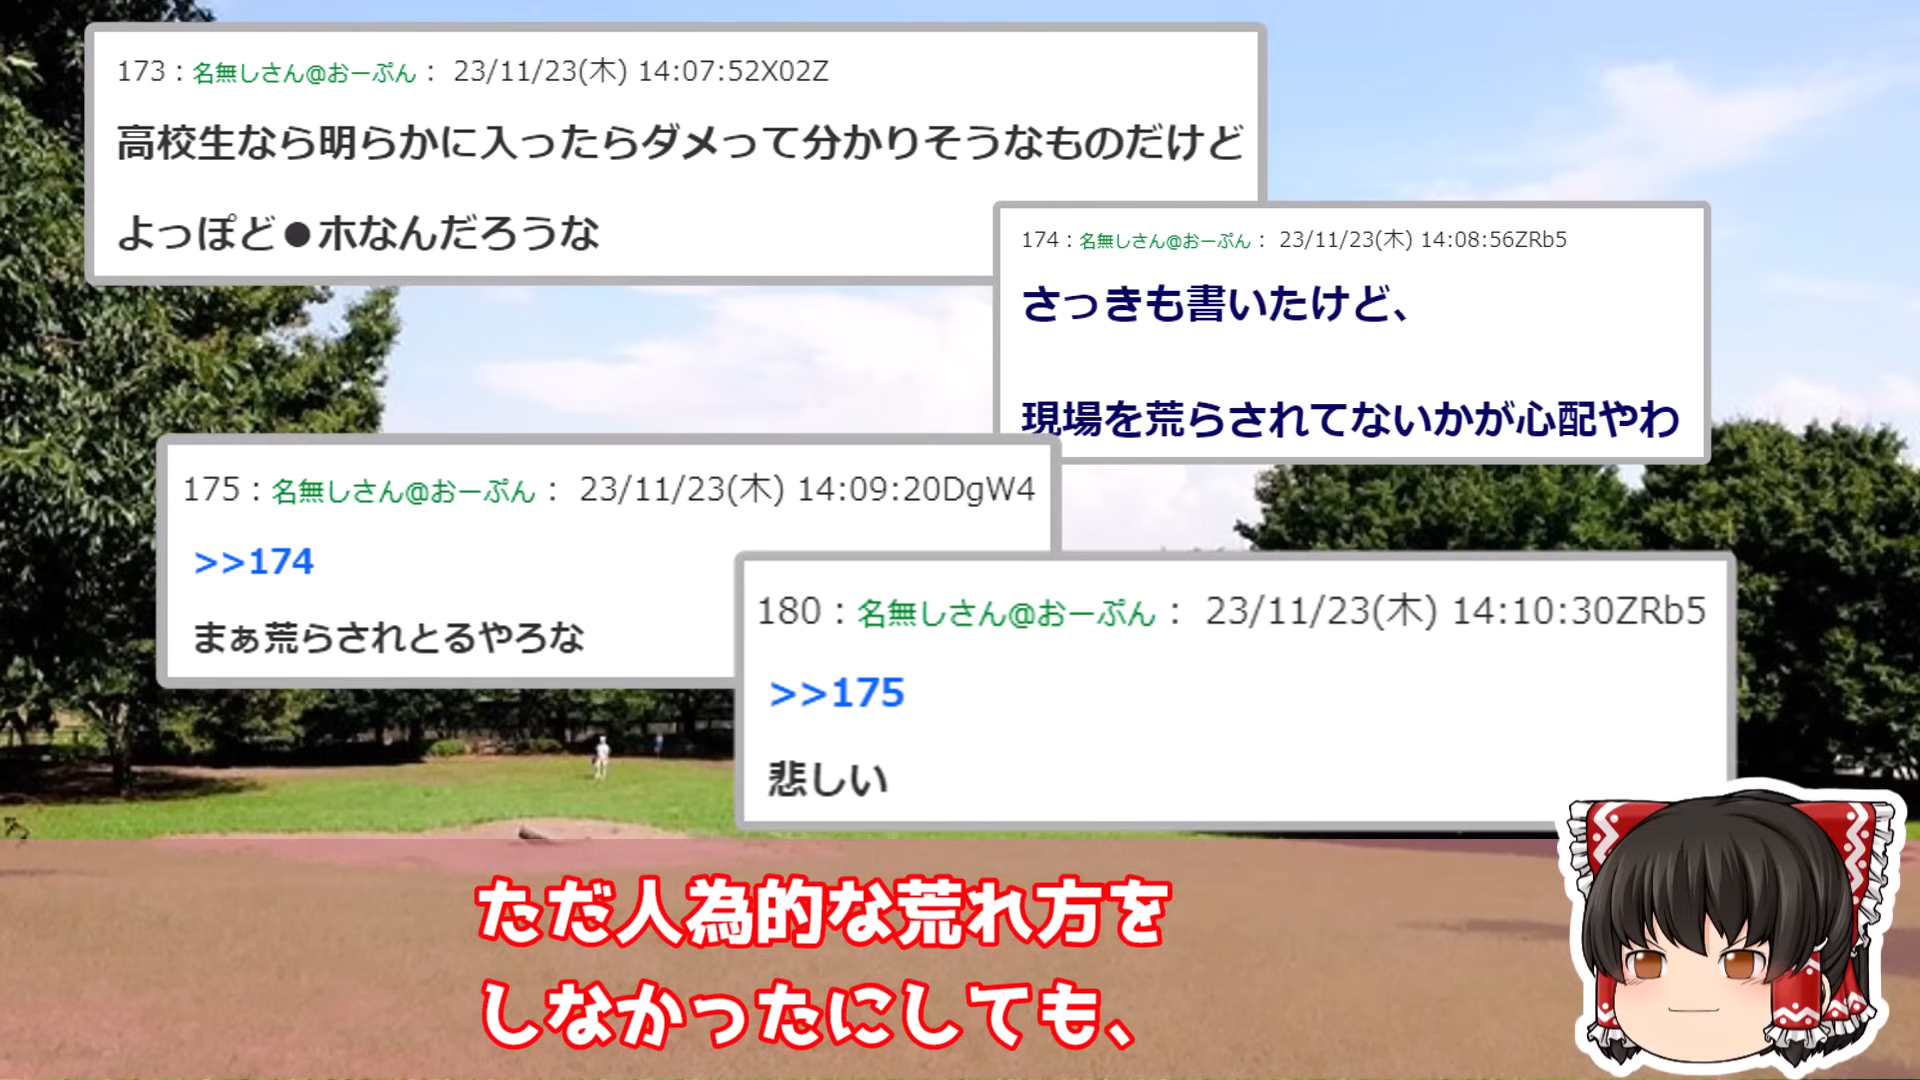 173：名無しさん@おーぷん： 23/11/23(木) 14:07:52X02Z
高校生なら明らかに入ったらダメって分かりそうなものだけど
よっぽど●ホなんだろうな
174：名無しさん@おーぷん： 23/11/23(木) 14:08:56ZRb5
さっきも書いたけど、
現場を荒らされてないかが心配やわ
175：名無しさん@おーぷん： 23/11/23(木) 14:09:20DgW4
>>174
まぁ荒らされとるやろな
180：名無しさん@おーぷん： 23/11/23(木) 14:10:30ZRb5
>>175
悲しい
ただ人為的な荒れ方を
しなかったにしても、